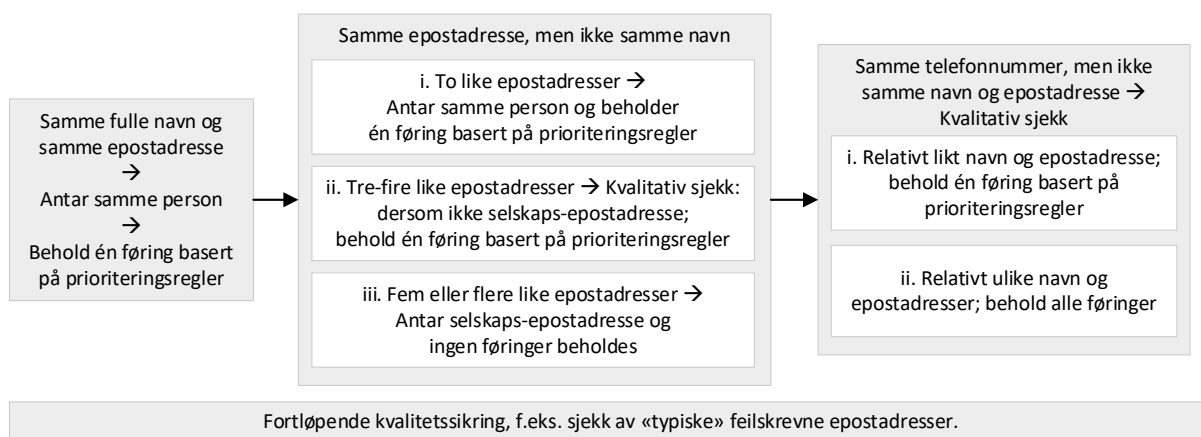 Samme fulle navn og
samme epostadresse
→
Antar samme person
→
Behold én føring basert
på prioriteringsregler
Samme epostadresse, men ikke samme navn
i. To like epostadresser →
Antar samme person og beholder
én føring basert på prioriteringsregler
ii. Tre-fire like epostadresser → Kvalitativ sjekk:
dersom ikke selskaps-epostadresse;
behold én føring basert på prioriteringsregler
iii. Fem eller flere like epostadresser →
Antar selskaps-epostadresse og
ingen føringer beholdes
Samme telefonnummer, men ikke
samme navn og epostadresse →
Kvalitativ sjekk
i. Relativt likt navn og epostadresse;
behold én føring basert på
prioriteringsregler
ii. Relativt ulike navn og
epostadresser; behold alle føringer
Fortløpende kvalitetssikring, f.eks. sjekk av «typiske» feilskrevne epostadresser.